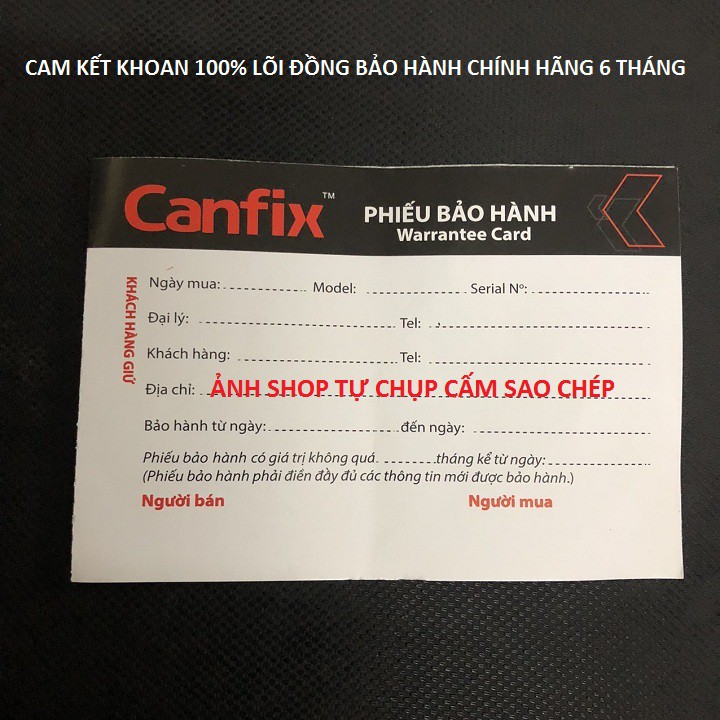 CAM KẾT KHOAN 100% LÕI ĐỒNG BẢO HÀNH CHÍNH HÃNG 6 THÁNG
Canfix™
PHIẾU BẢO HÀNH
Warrantee Card
KHÁCH HÀNG GIỮ
Ngày mua: Model: Serial Nº:
Đại lý: Tel:
Khách hàng: Tel:
Địa chỉ: ẢNH SHOP TỰ CHỤP CẤM SAO CHÉP
Bảo hành từ ngày: đến ngày:
Phiếu bảo hành có giá trị không quá tháng kể từ ngày:
(Phiếu bảo hành phải điền đầy đủ các thông tin mới được bảo hành.)
Người bán Người mua